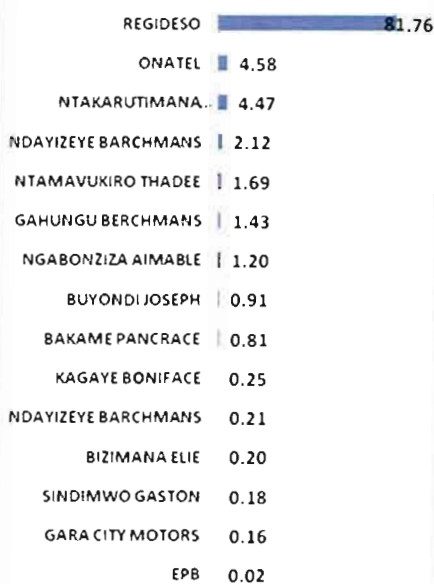 REGIDESO 81.76
ONATEL 4.58
NTAKARUTIMANA.. 4.47
NDAYIZEYE BARCHMANS 2.12
NTAMAVUKIRO THADEE 1.69
GAHUNGU BERCHMANS 1.43
NGABONZIZA AIMABLE 1.20
BUYONDI JOSEPH 0.91
BAKAME PANCRACE 0.81
KAGAYE BONIFACE 0.25
NDAYIZEYE BARCHMANS 0.21
BIZIMANA ELIE 0.20
SINDIMWO GASTON 0.18
GARA CITY MOTORS 0.16
EPB 0.02